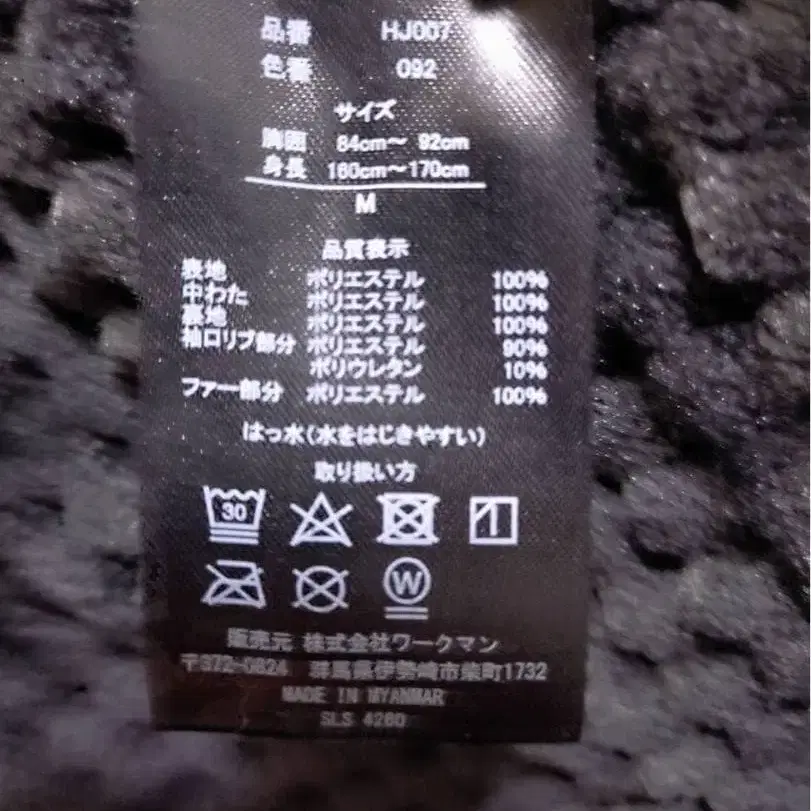 品番 HJ007
色番 092
サイズ
胸囲 84cm〜 92cm
身長 160cm〜170cm
M
品質表示
表地 ポリエステル 100%
中わた ポリエステル 100%
裏地 ポリエステル 100%
袖口リブ部分 ポリエステル 90%
ポリウレタン 10%
ファー部分 ポリエステル 100%
はっ水(水をはじきやすい)
取り扱い方
30
W
販売元 株式会社ワークマン
〒372-0824 群馬県伊勢崎市柴町1732
MADE IN MYANMAR
SLS 4260